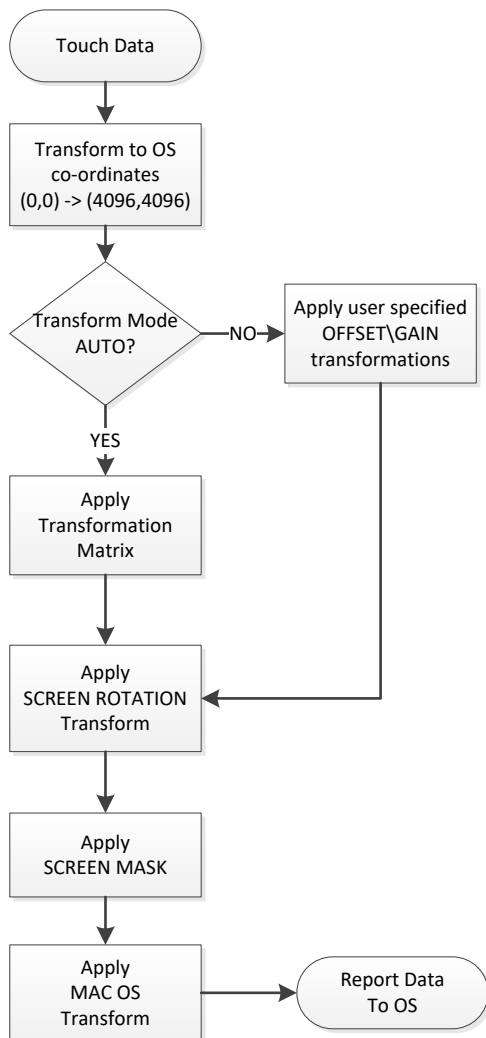 Touch Data
Transform to OS
co-ordinates
(0,0) -> (4096,4096)
Transform Mode
AUTO?
NO
Apply user specified
OFFSET\GAIN
transformations
YES
Apply
Transformation
Matrix
Apply
SCREEN ROTATION
Transform
Apply
SCREEN MASK
Apply
MAC OS
Transform
Report Data
To OS